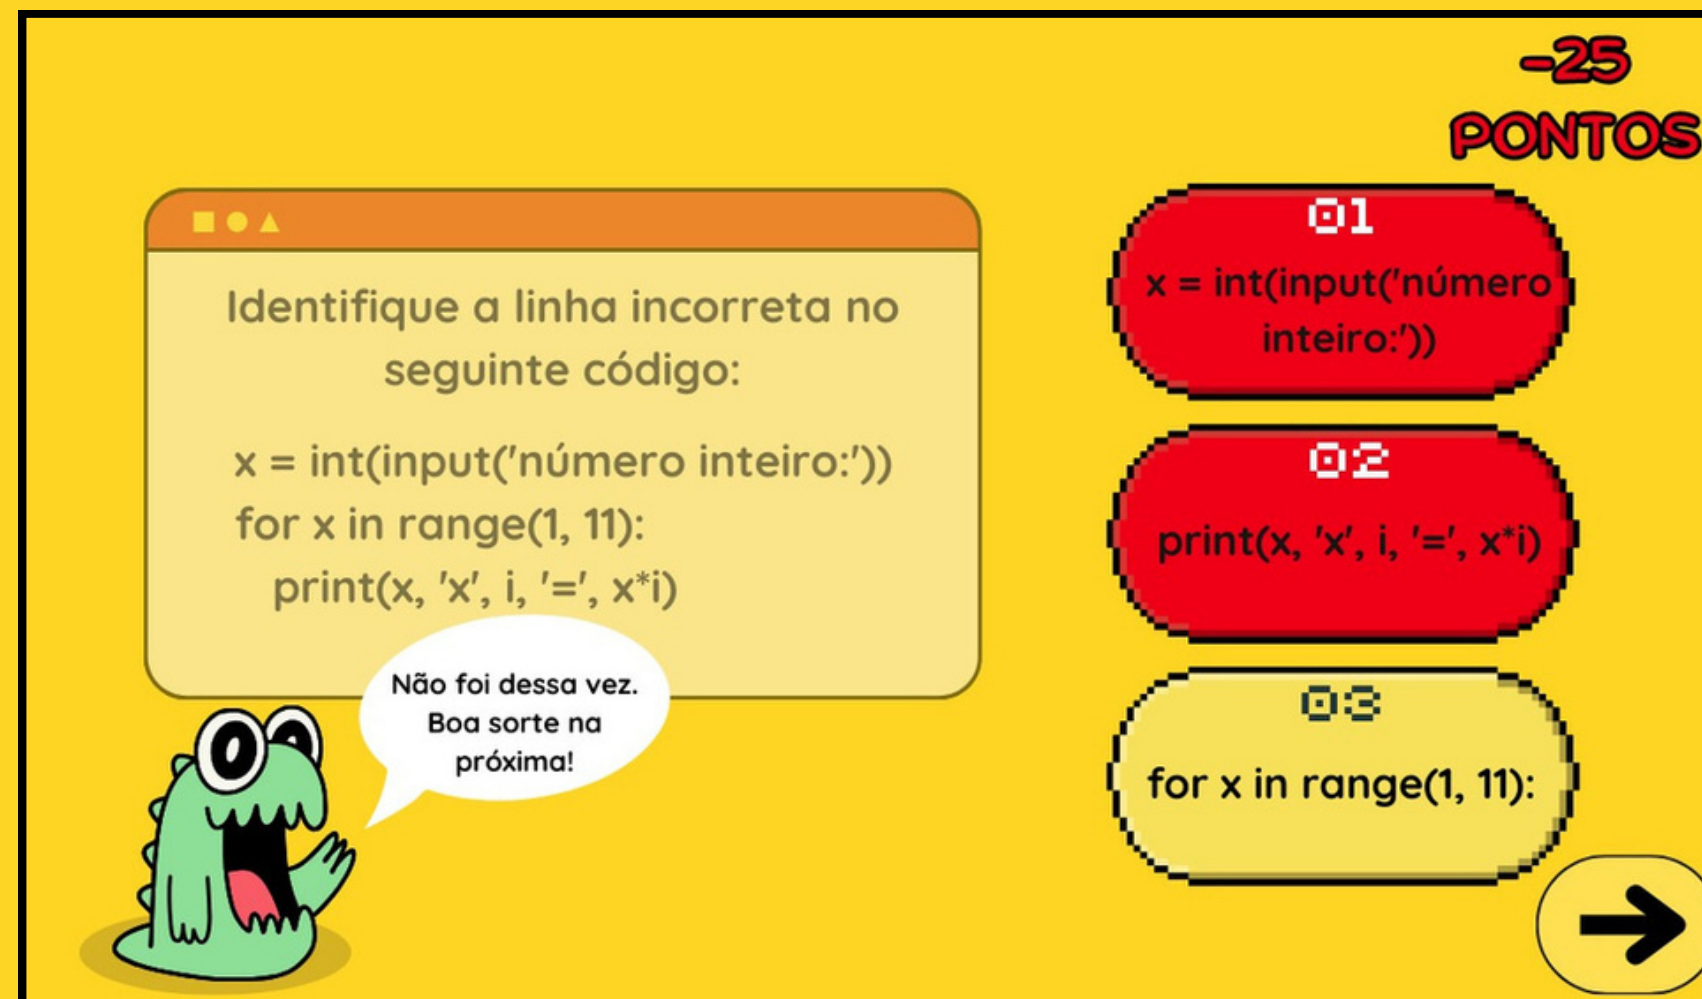 -25
PONTOS
Identifique a linha incorreta no
seguinte código:
x = int(input('número inteiro:'))
for x in range(1, 11):
print(x, 'x', i, '=', x*i)
Não foi dessa vez.
Boa sorte na
próxima!
01
x = int(input('número
inteiro:'))
02
print(x, 'x', i, '=', x*i)
03
for x in range(1, 11):